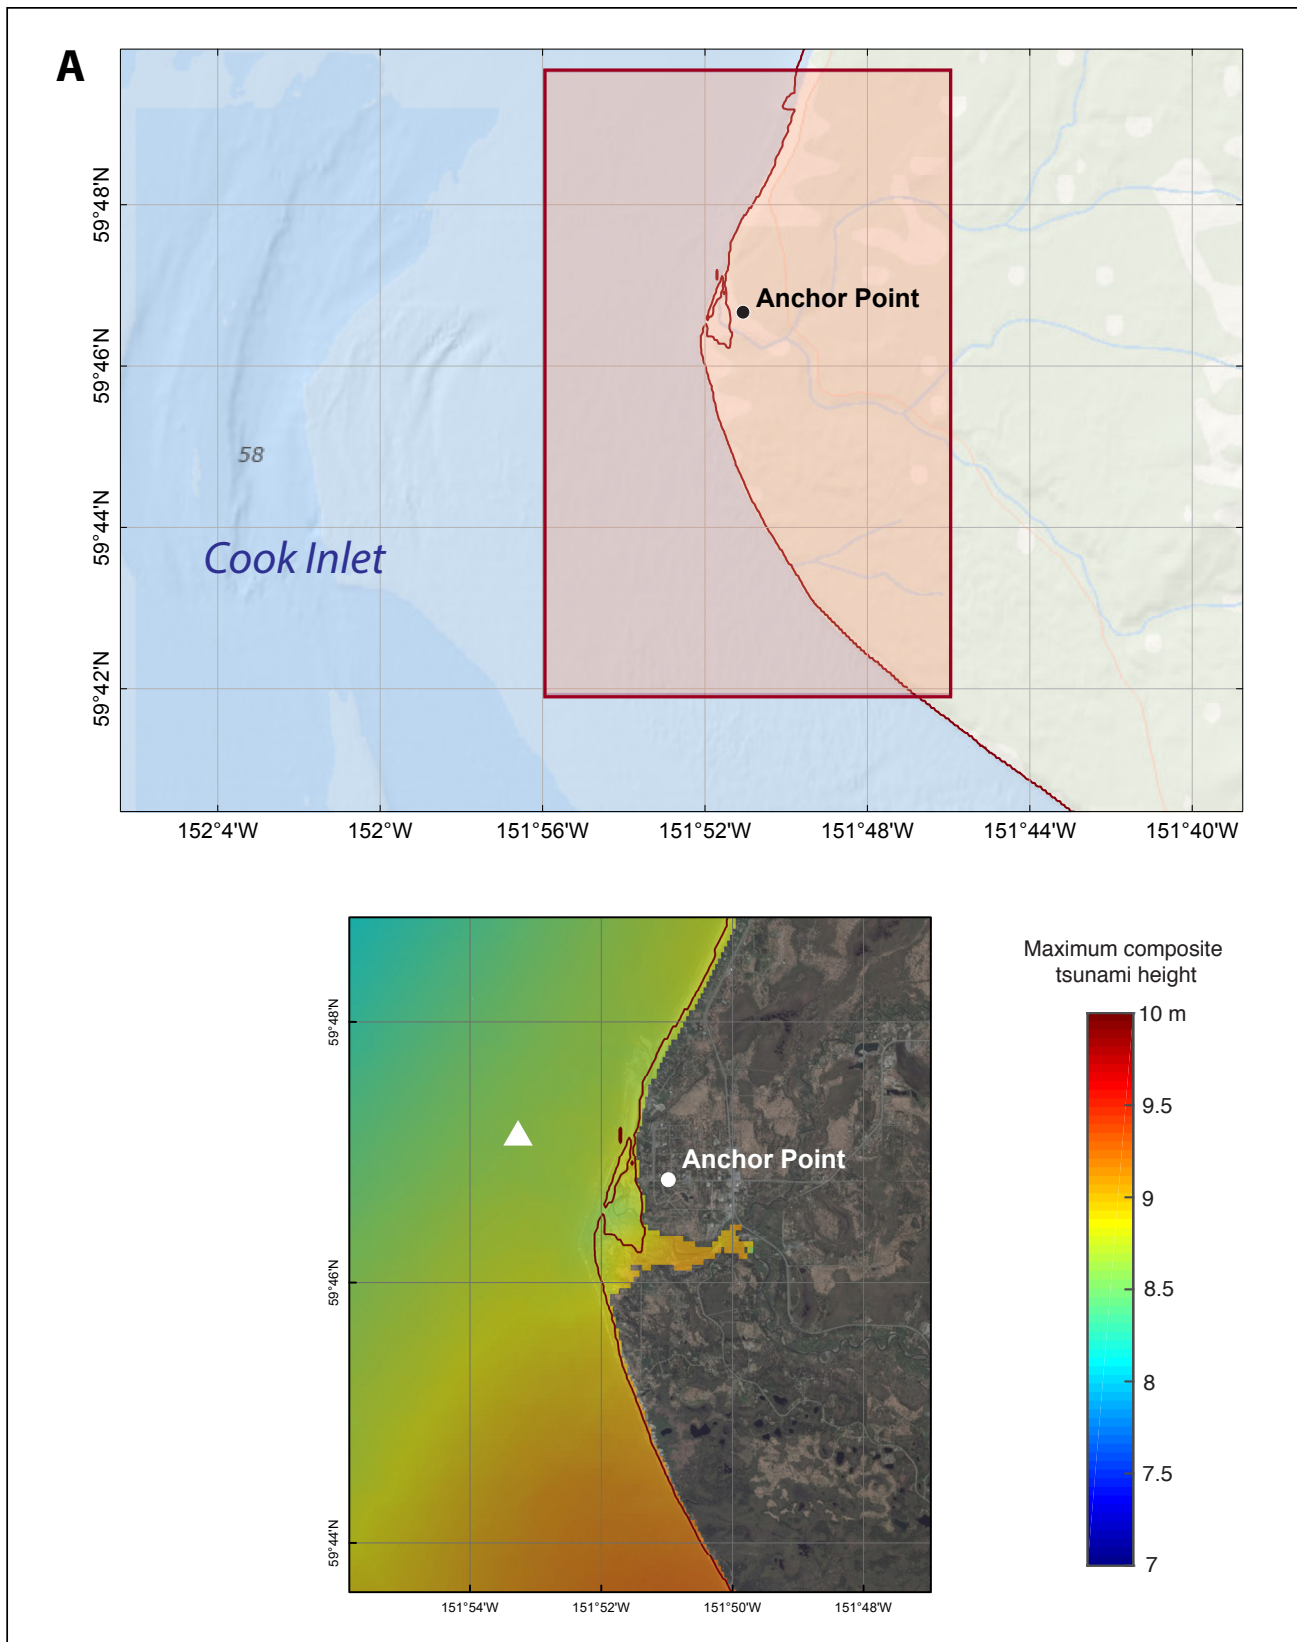 A
59°48'N
59°46'N
59°44'N
59°42'N
Anchor Point
58
Cook Inlet
152°4'W 152°W 151°56'W 151°52'W 151°48'W 151°44'W 151°40'W
59°48'N
59°46'N
59°44'N
Anchor Point
151°54'W 151°52'W 151°50'W 151°48'W
Maximum composite
tsunami height
10 m
9.5
9
8.5
8
7.5
7